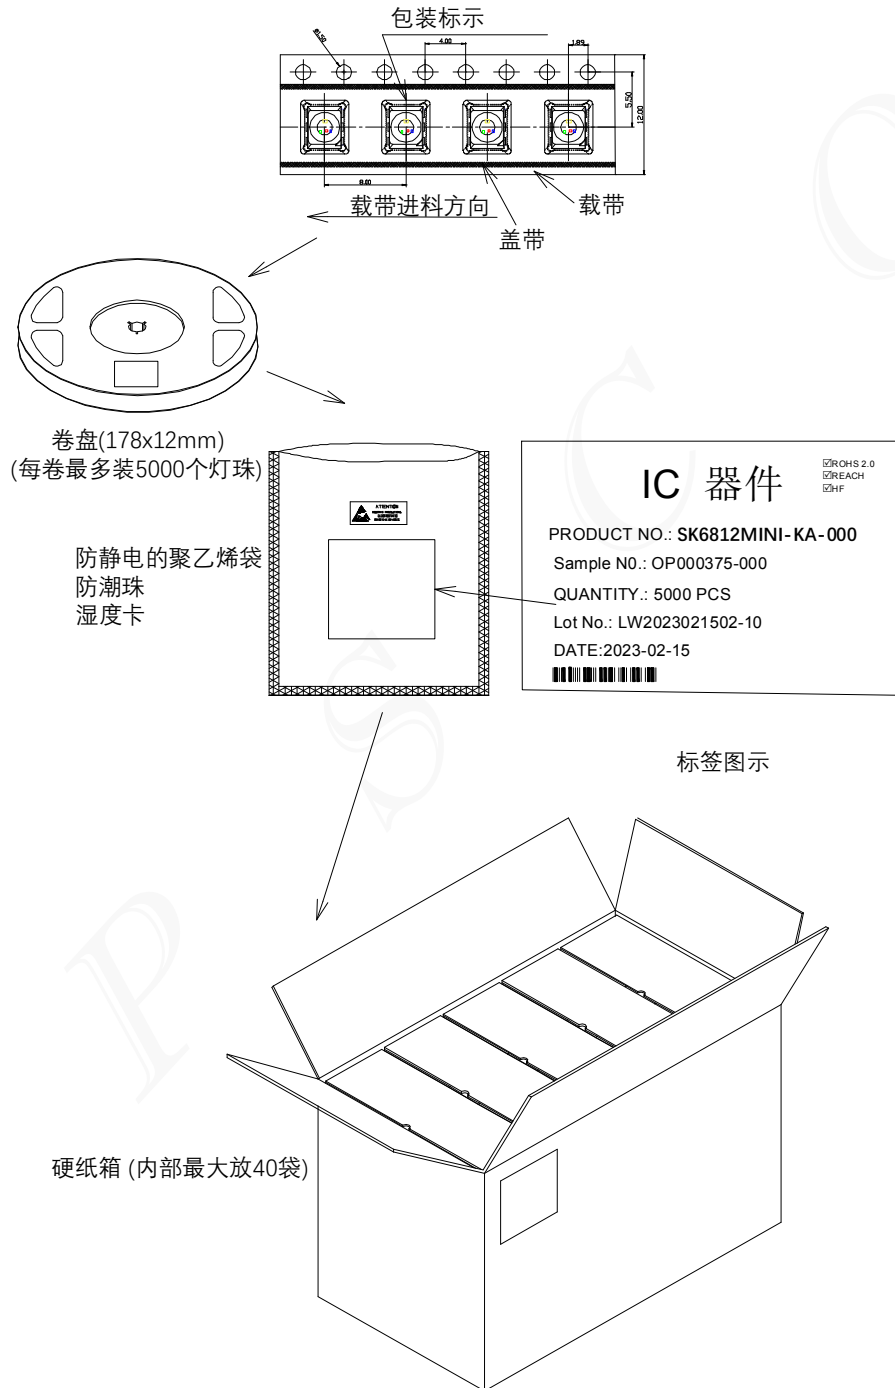 包装标示
ø1.50
4.00
1.89
5.50
12.00
8.00
载带进料方向
载带
盖带
卷盘(178x12mm)
(每卷最多装5000个灯珠)
ATTENTION
防静电的聚乙烯袋
防潮珠
湿度卡
IC 器件
☑ROHS 2.0
☑REACH
☑HF
PRODUCT NO.: SK6812MINI-KA-000
Sample N0.: OP000375-000
QUANTITY.: 5000 PCS
Lot No.: LW2023021502-10
DATE:2023-02-15
标签图示
硬纸箱 (内部最大放40袋)
O
C
S
P